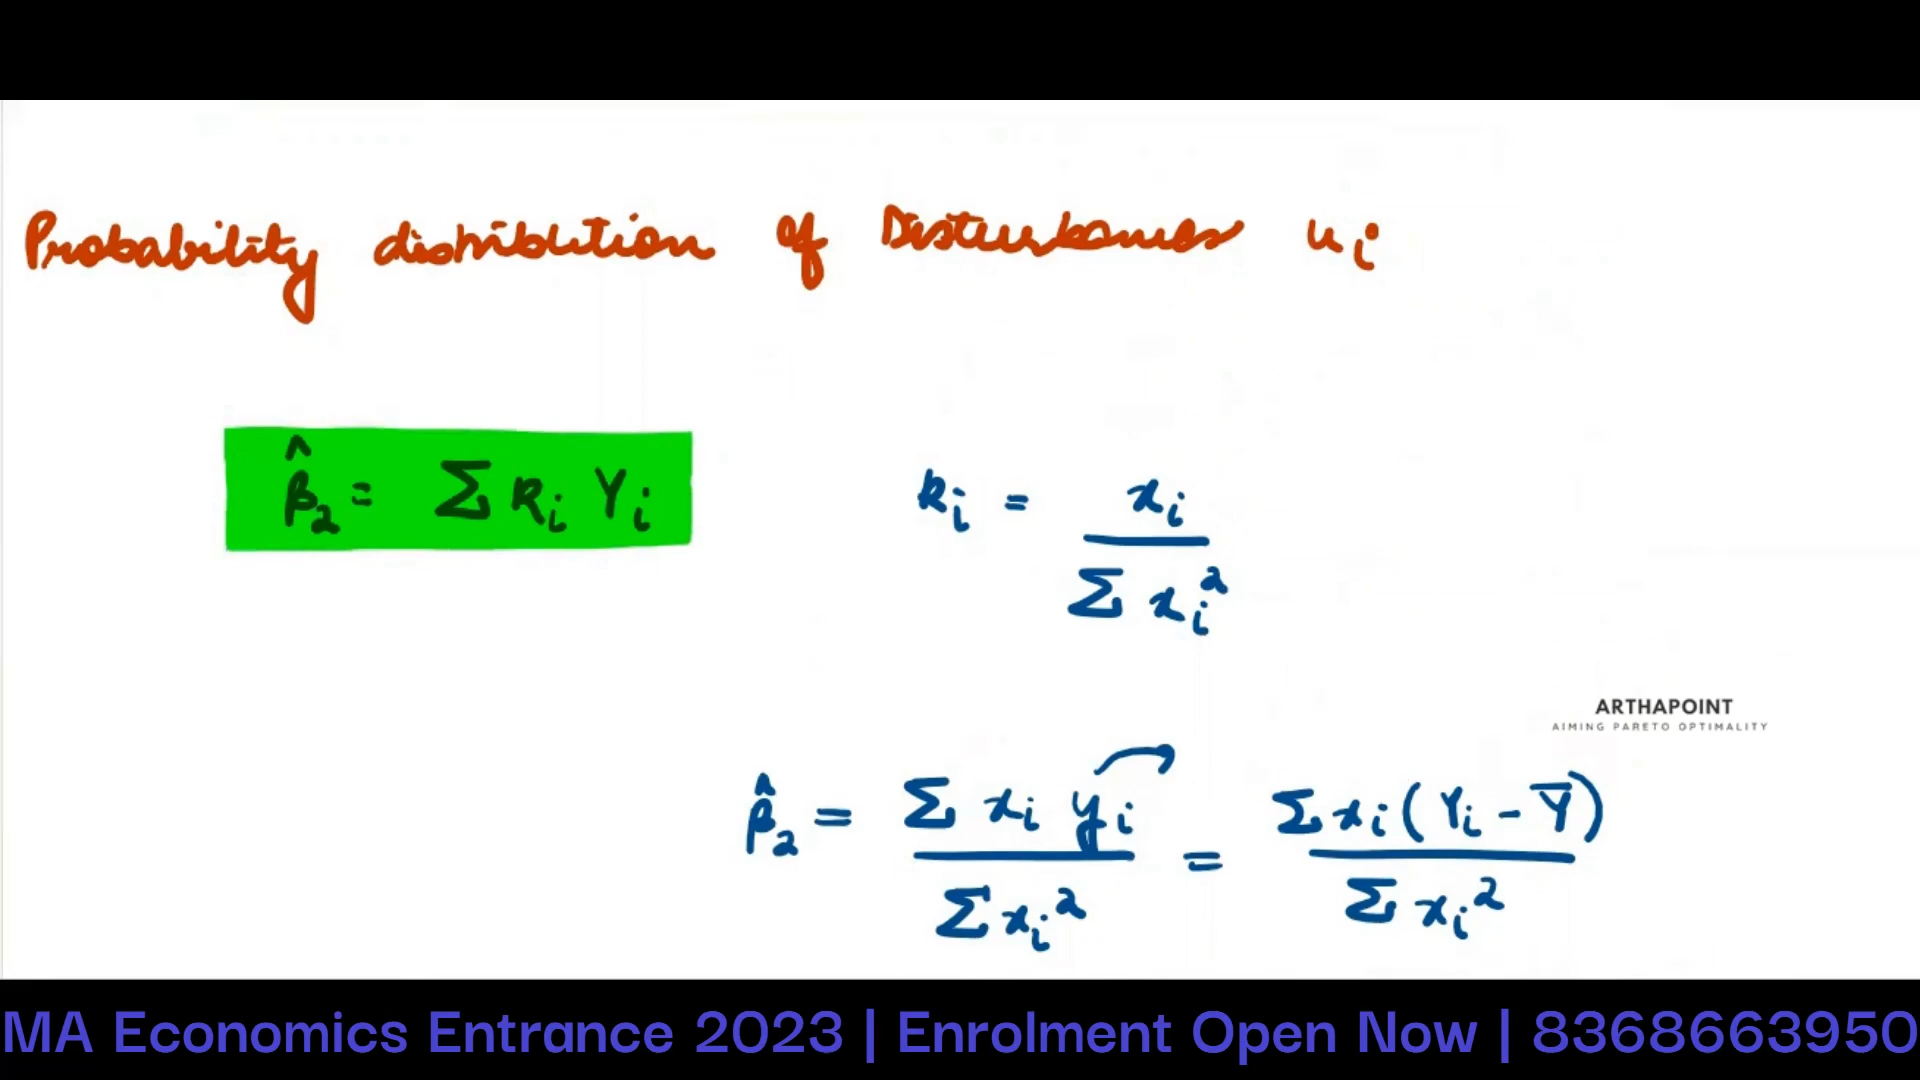 Probability distribution of Disturbances uᵢ
β̂₂ = Σ kᵢ Yᵢ
kᵢ = xᵢ / Σ xᵢ²
ARTHAPOINT
AIMING PARETO OPTIMALITY
β̂₂ = Σ xᵢ yᵢ / Σ xᵢ² = Σ xᵢ (Yᵢ - Ȳ) / Σ xᵢ²
MA Economics Entrance 2023 | Enrolment Open Now | 8368663950